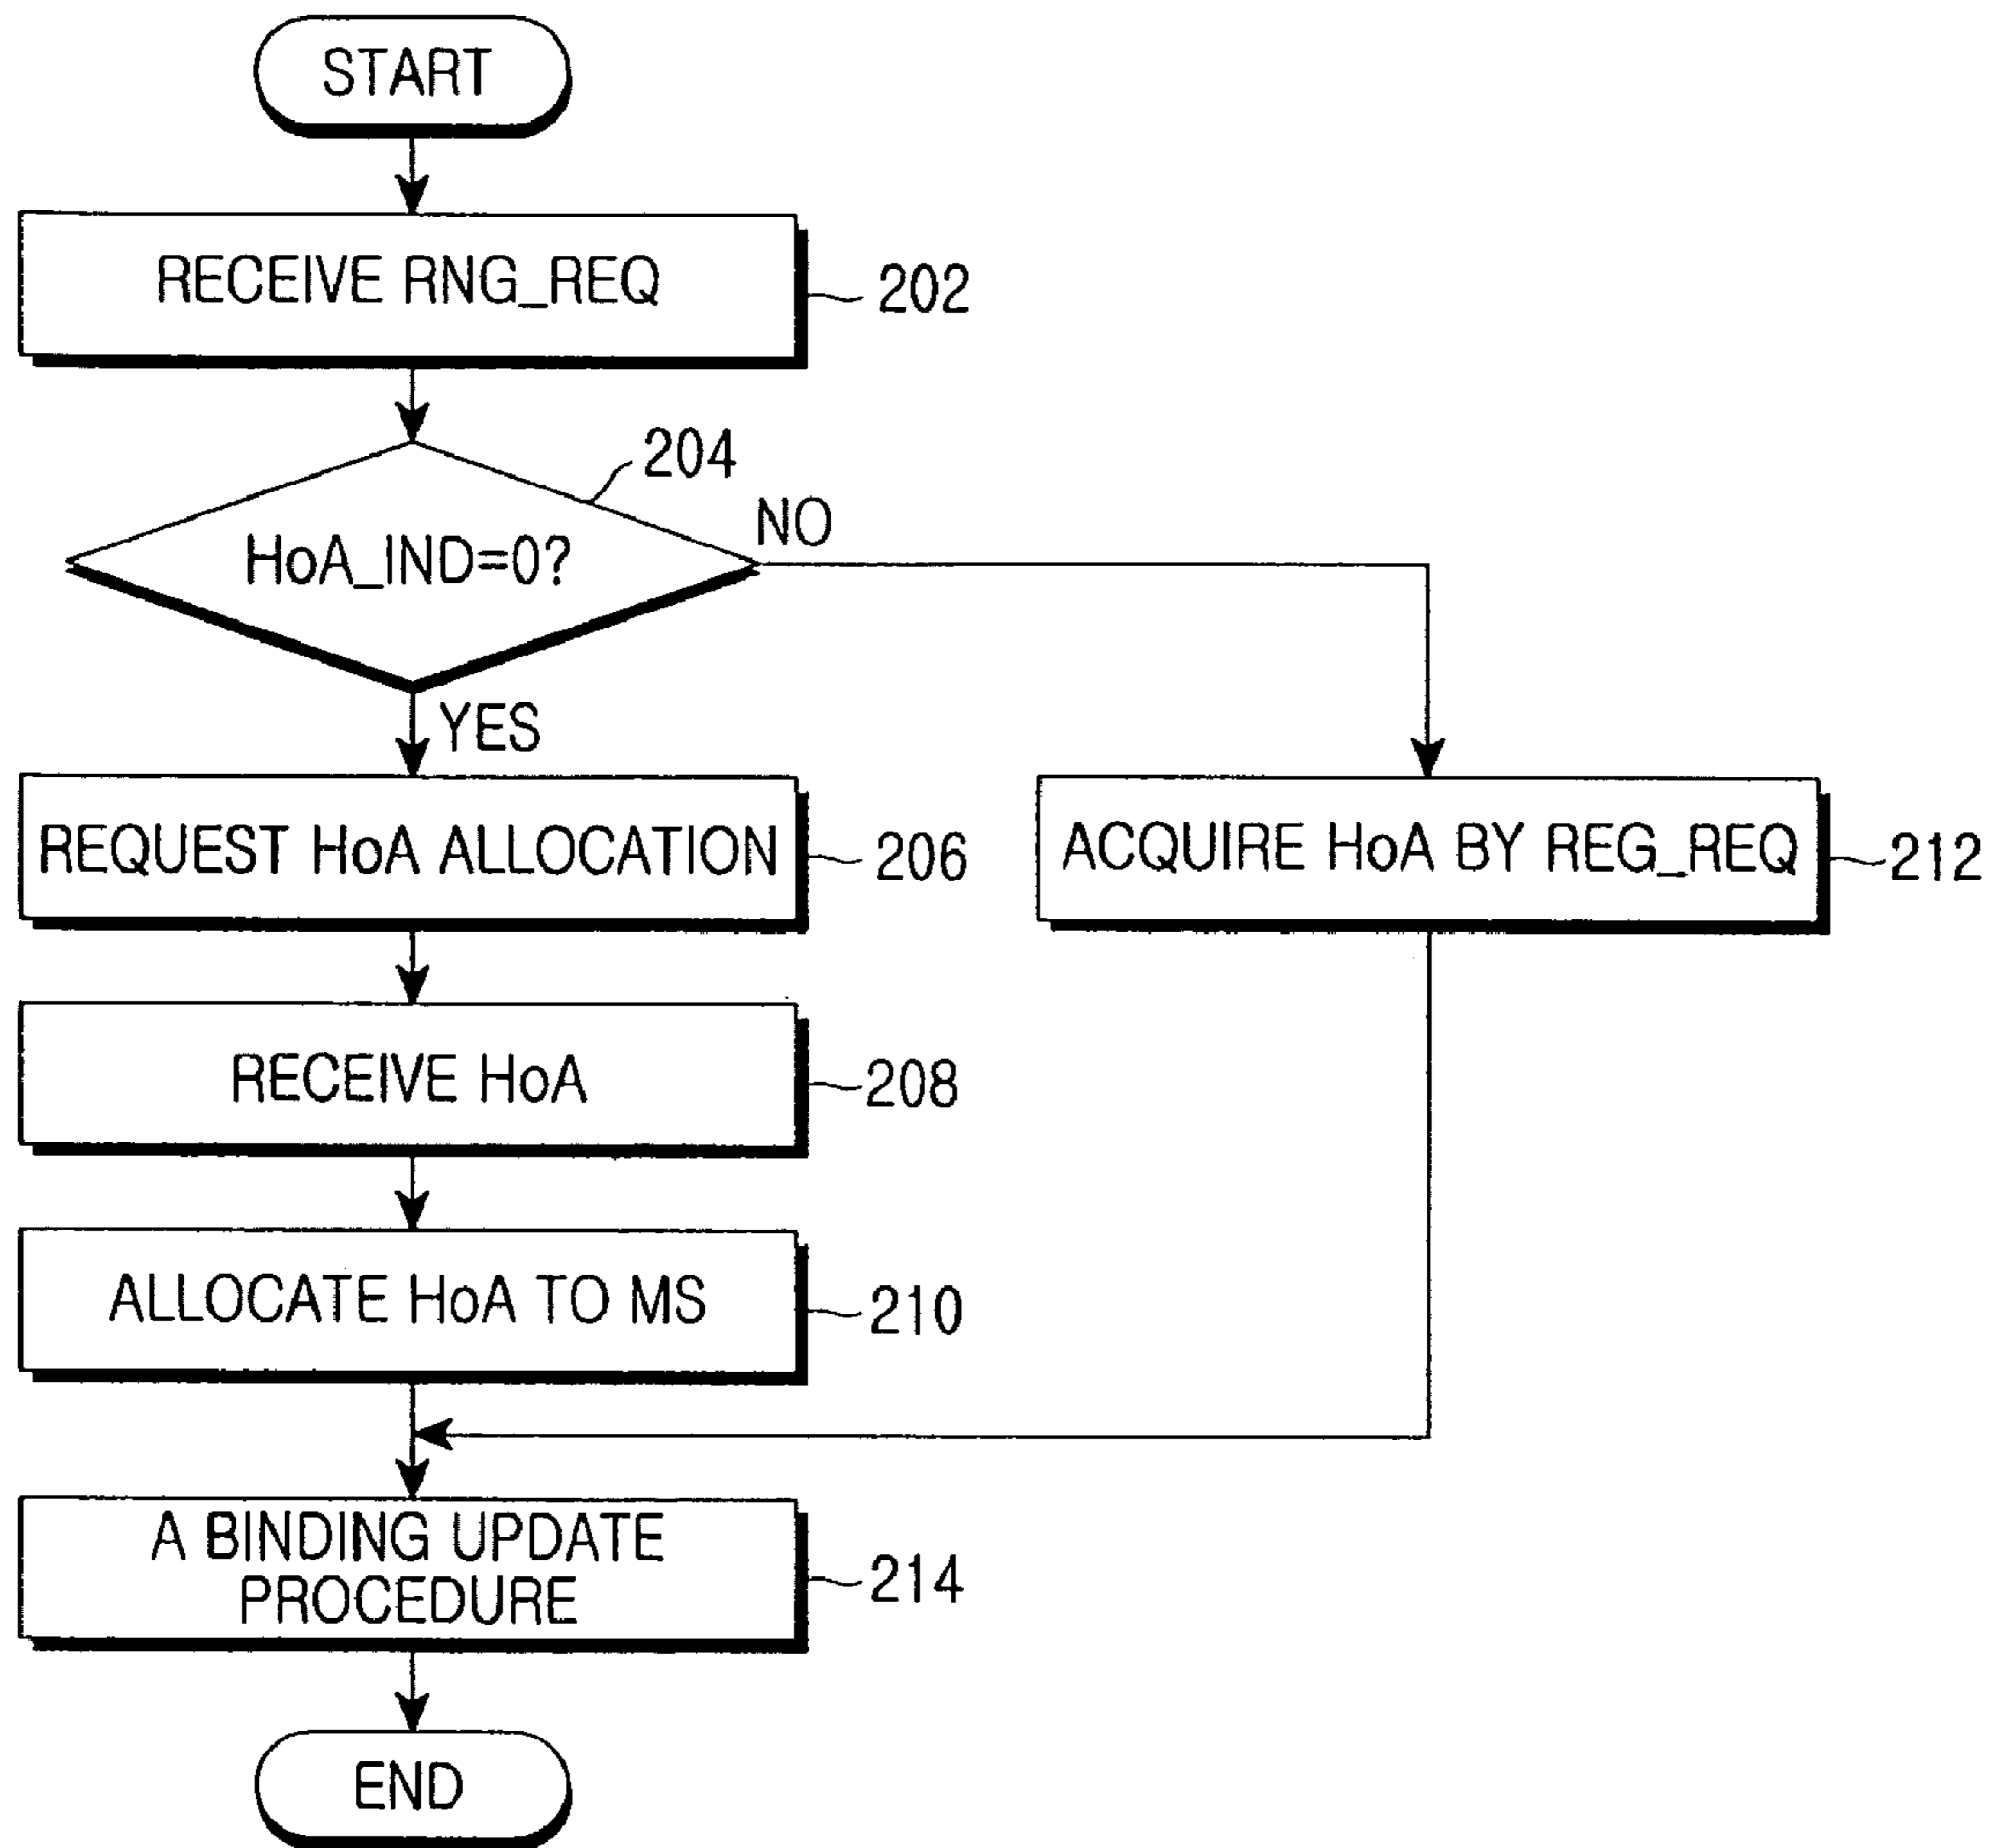 START
RECEIVE RNG_REQ
202
204
HoA_IND=0?
NO
YES
REQUEST HoA ALLOCATION
206
ACQUIRE HoA BY REG_REQ
212
RECEIVE HoA
208
ALLOCATE HoA TO MS
210
A BINDING UPDATE
PROCEDURE
214
END